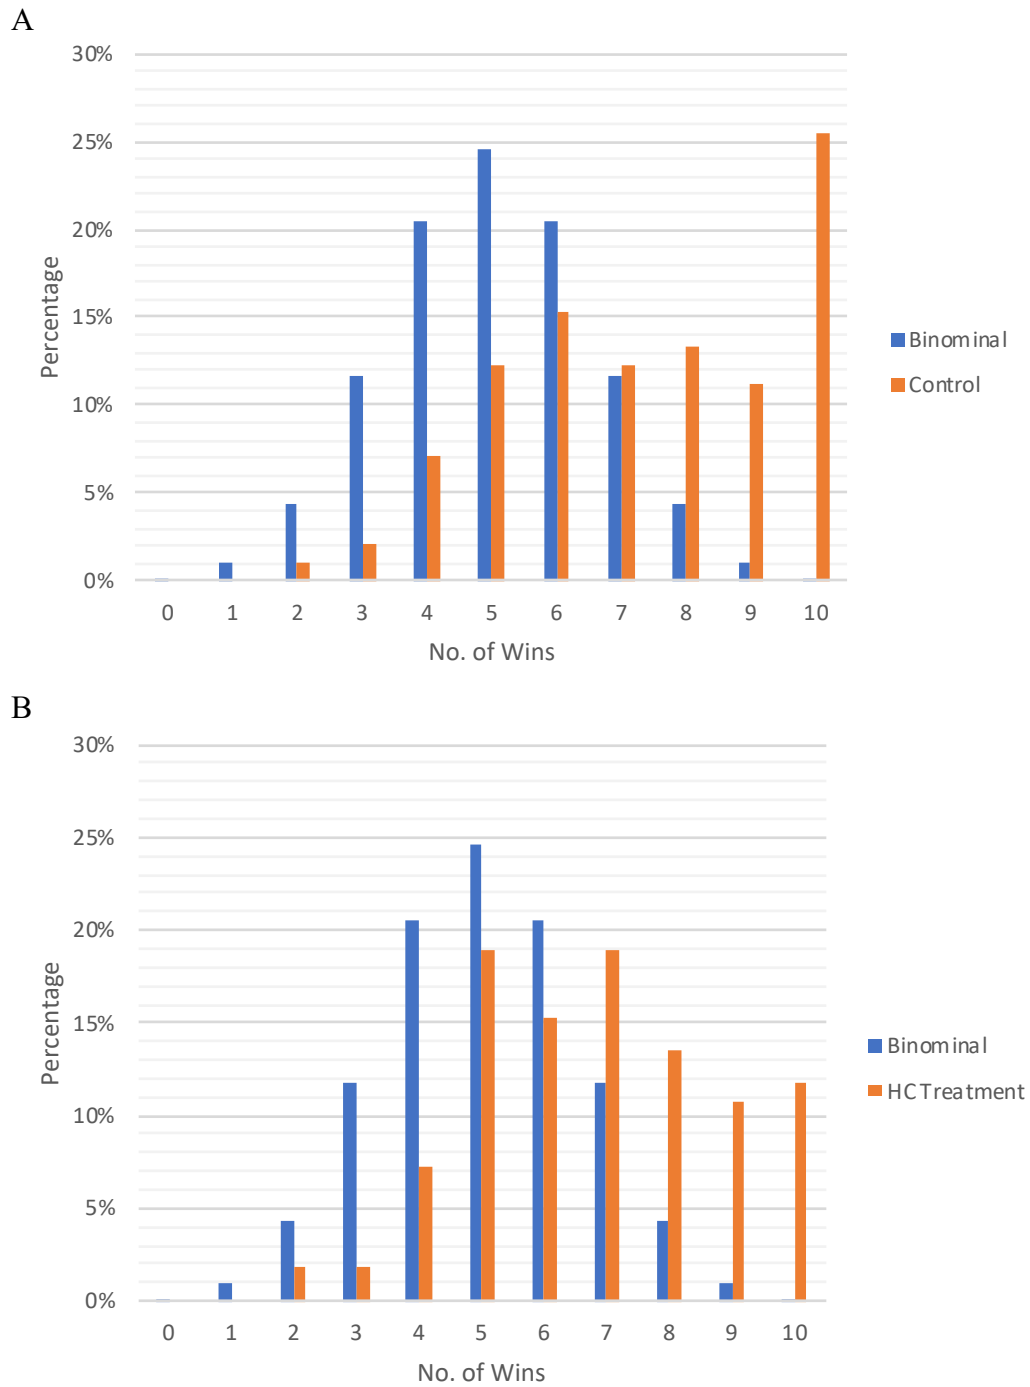 A
30%
25%
20%
15%
10%
5%
0%
Percentage
0 1 2 3 4 5 6 7 8 9 10
No. of Wins
Binominal
Control
B
30%
25%
20%
15%
10%
5%
0%
Percentage
0 1 2 3 4 5 6 7 8 9 10
No. of Wins
Binominal
HC Treatment